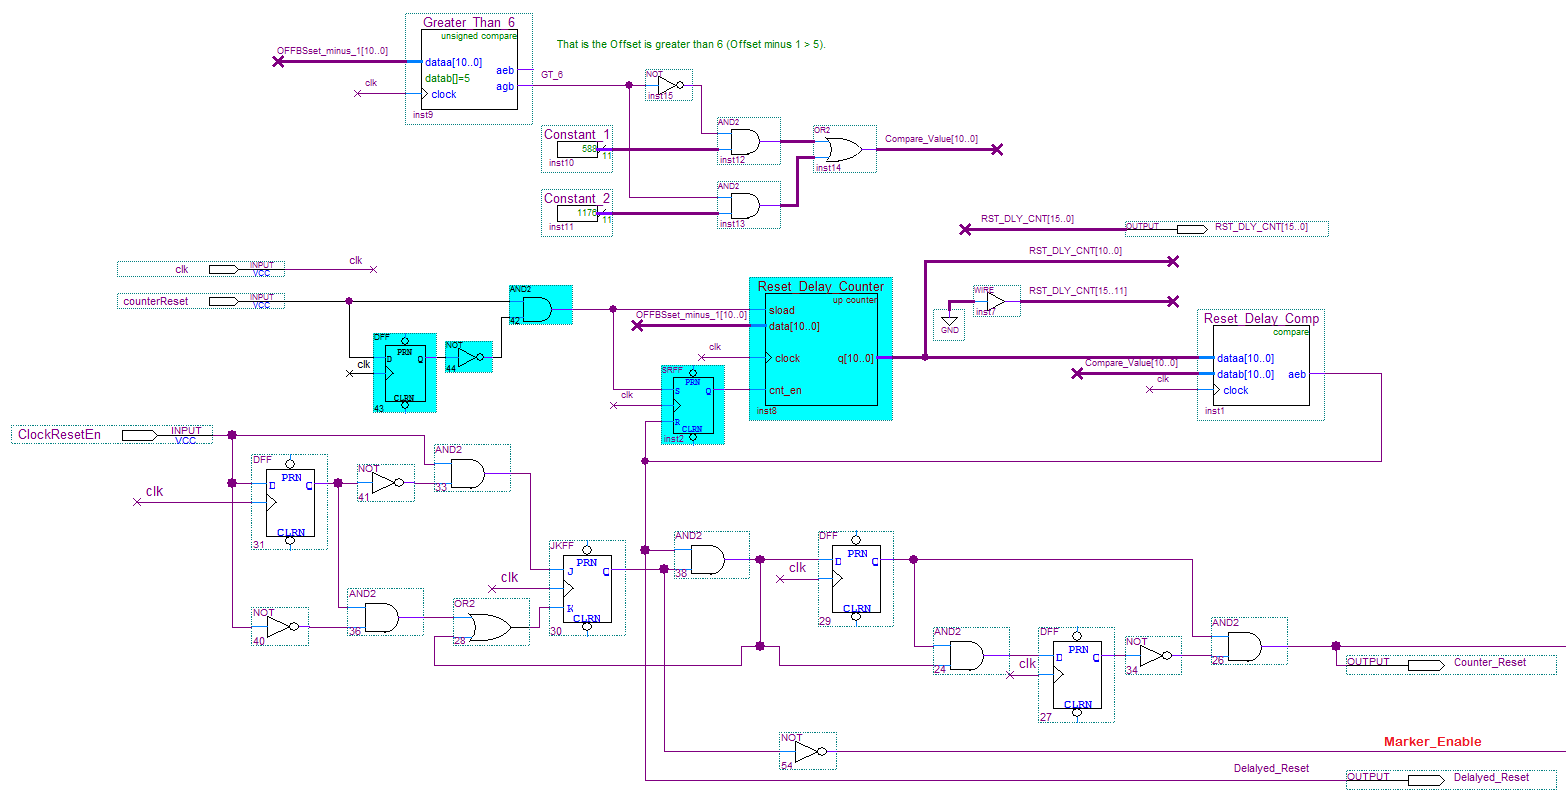 Greater_Than_6
unsigned compare
OFFBSset_minus_1[10..0]
dataa[10..0]
datab[]=5
clk
clock
aeb
agb
inst9
GT_6
That is the Offset is greater than 6 (Offset minus 1 > 5).
NOT
inst15
Constant_1
588
11
inst10
AND2
inst12
OR2
inst14
Compare_Value[10..0]
Constant_2
1176
11
inst11
AND2
inst13
RST_DLY_CNT[15..0]
OUTPUT
RST_DLY_CNT[15..0]
RST_DLY_CNT[10..0]
WIRE
inst7
RST_DLY_CNT[15..11]
GND
clk
INPUT
VCC
clk
counterReset
INPUT
VCC
AND2
42
DFF
PRN
D
Q
CLRN
43
clk
NOT
44
Reset_Delay_Counter
up counter
sload
OFFBSset_minus_1[10..0]
data[10..0]
clk
clock
q[10..0]
cnt_en
inst8
SRFF
PRN
S
Q
clk
R
CLRN
inst2
Reset_Delay_Comp
compare
dataa[10..0]
Compare_Value[10..0]
datab[10..0]
aeb
clk
clock
inst1
ClockResetEn
INPUT
VCC
DFF
PRN
D
Q
clk
CLRN
31
NOT
41
AND2
33
NOT
40
AND2
36
OR2
28
JKFF
PRN
J
Q
clk
K
CLRN
30
AND2
38
DFF
PRN
D
Q
clk
CLRN
29
AND2
24
DFF
PRN
D
Q
clk
CLRN
27
NOT
34
AND2
26
OUTPUT
Counter_Reset
NOT
54
Marker_Enable
Delalyed_Reset
OUTPUT
Delalyed_Reset